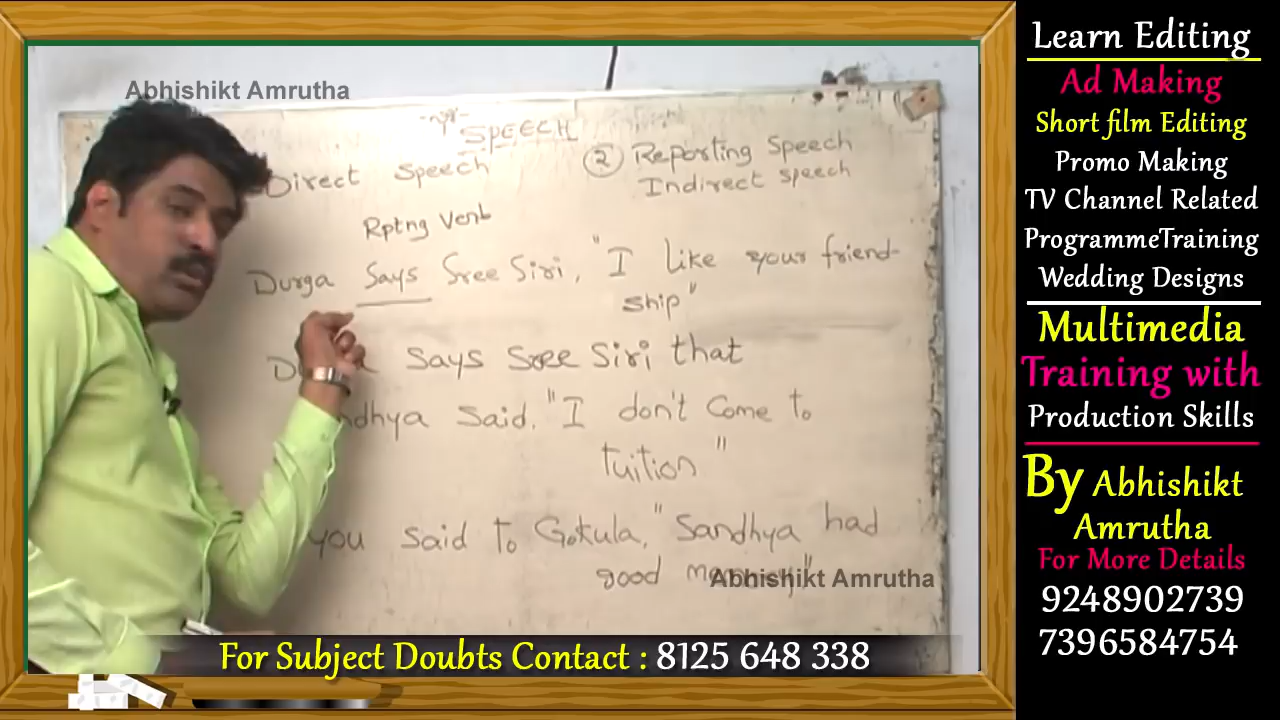 Abhishikt Amrutha
SPEECH
Direct Speech
② Reporting Speech
Indirect speech
Rptng Verb
Durga Says Sree Siri, "I like your friend-
ship"
says Sree Siri that
said, "I don't come to
tuition"
you said to Gokula, "Sandhya had
good
Abhishikt Amrutha
For Subject Doubts Contact : 8125 648 338
Learn Editing
Ad Making
Short film Editing
Promo Making
TV Channel Related
ProgrammeTraining
Wedding Designs
Multimedia
Training with
Production Skills
By Abhishikt
Amrutha
For More Details
9248902739
7396584754